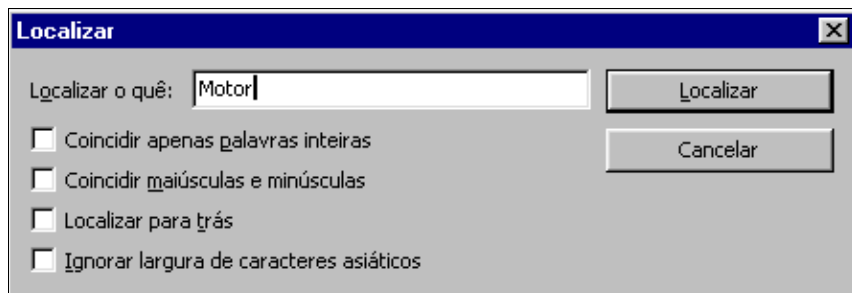 Localizar
Localizar o quê: Motor Localizar
Coincidir apenas palavras inteiras
Cancelar
Coincidir maiúsculas e minúsculas
Localizar para trás
Ignorar largura de caracteres asiáticos